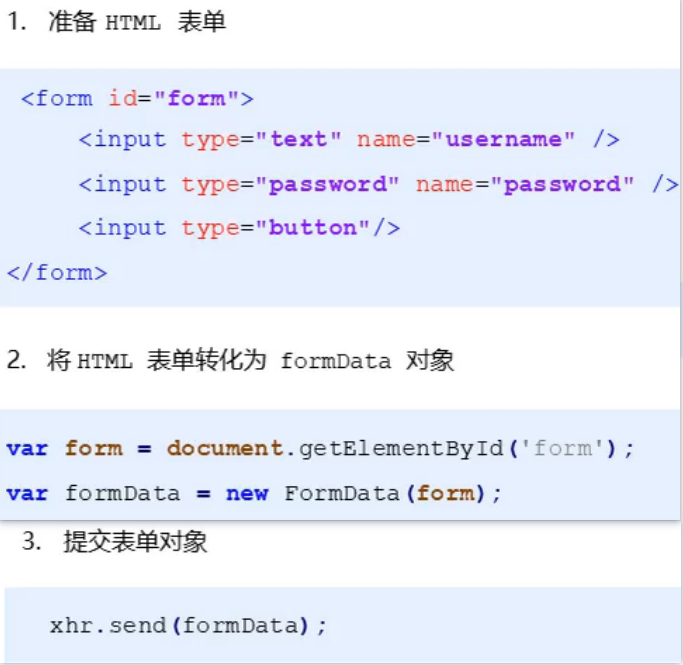 1. 准备 HTML 表单
<form id="form">
<input type="text" name="username" />
<input type="password" name="password" />
<input type="button"/>
</form>
2. 将 HTML 表单转化为 formData 对象
var form = document.getElementById('form');
var formData = new FormData(form);
3. 提交表单对象
xhr.send(formData);